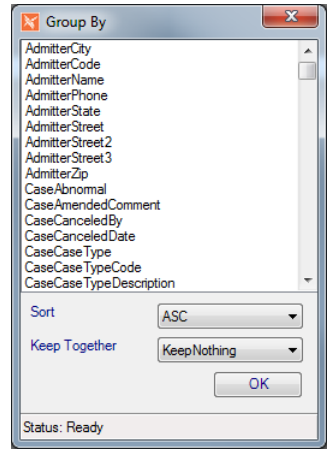 Group By
AdmitterCity
AdmitterCode
AdmitterName
AdmitterPhone
AdmitterState
AdmitterStreet
AdmitterStreet2
AdmitterStreet3
AdmitterZip
CaseAbnormal
CaseAmendedComment
CaseCanceledBy
CaseCanceledDate
CaseCaseType
CaseCaseTypeCode
CaseCaseTypeDescription
Sort ASC
Keep Together KeepNothing
OK
Status: Ready